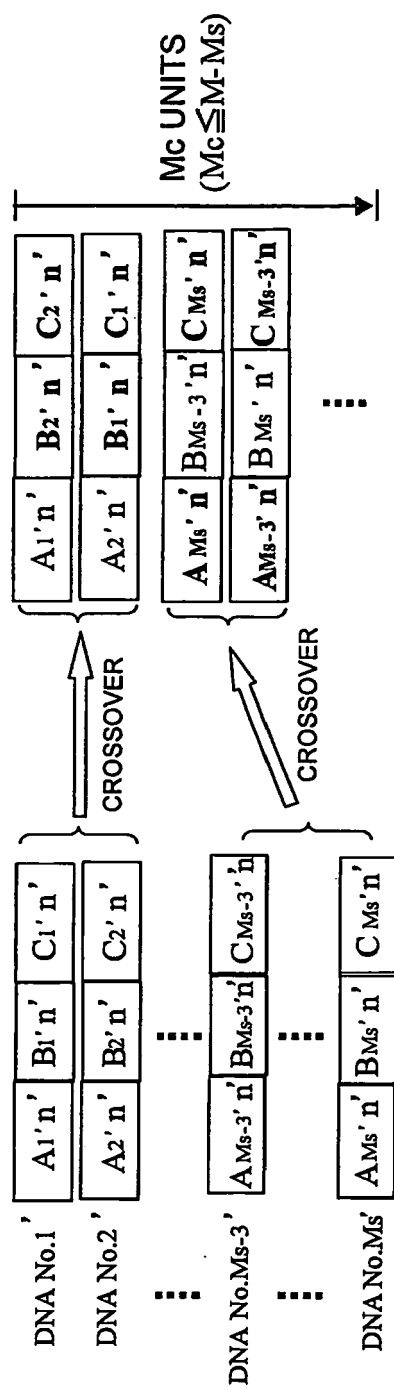 DNA No.1' A1'n' B1'n' C1'n'
DNA No.2' A2'n' B2'n' C2'n'
DNA No.Ms-3' AMs-3'n' BMs-3'n' CMs-3''n
DNA No.Ms' AMs'n' BMs'n' CMs'n'
CROSSOVER
CROSSOVER
A1'n' B2'n' C2'n'
A2'n' B1'n' C1'n'
AMs'n' BMs-3'n' CMs'n'
AMs-3'n' BMs'n' CMs-3'n'
Mc UNITS
(Mc≦M-Ms)